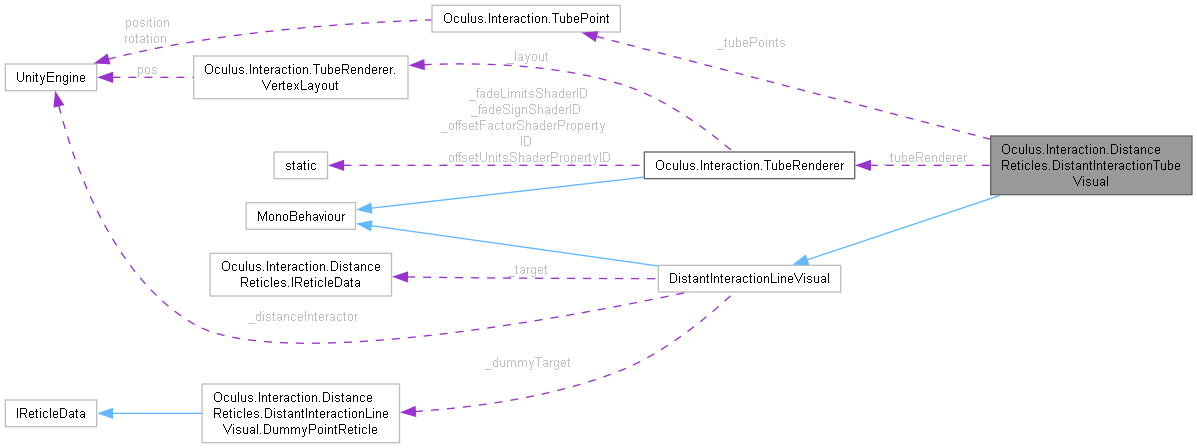 position
rotation
Oculus.Interaction.TubePoint
_tubePoints
UnityEngine
_pos
Oculus.Interaction.TubeRenderer.
VertexLayout
_layout
_fadeLimitsShaderID
_fadeSignShaderID
_offsetFactorShaderProperty
ID
_offsetUnitsShaderPropertyID
static
Oculus.Interaction.TubeRenderer
_tubeRenderer
Oculus.Interaction.Distance
Reticles.DistantInteractionTube
Visual
MonoBehaviour
Oculus.Interaction.Distance
Reticles.IReticleData
_target
DistantInteractionLineVisual
_distanceInteractor
_dummyTarget
IReticleData
Oculus.Interaction.Distance
Reticles.DistantInteractionLine
Visual.DummyPointReticle